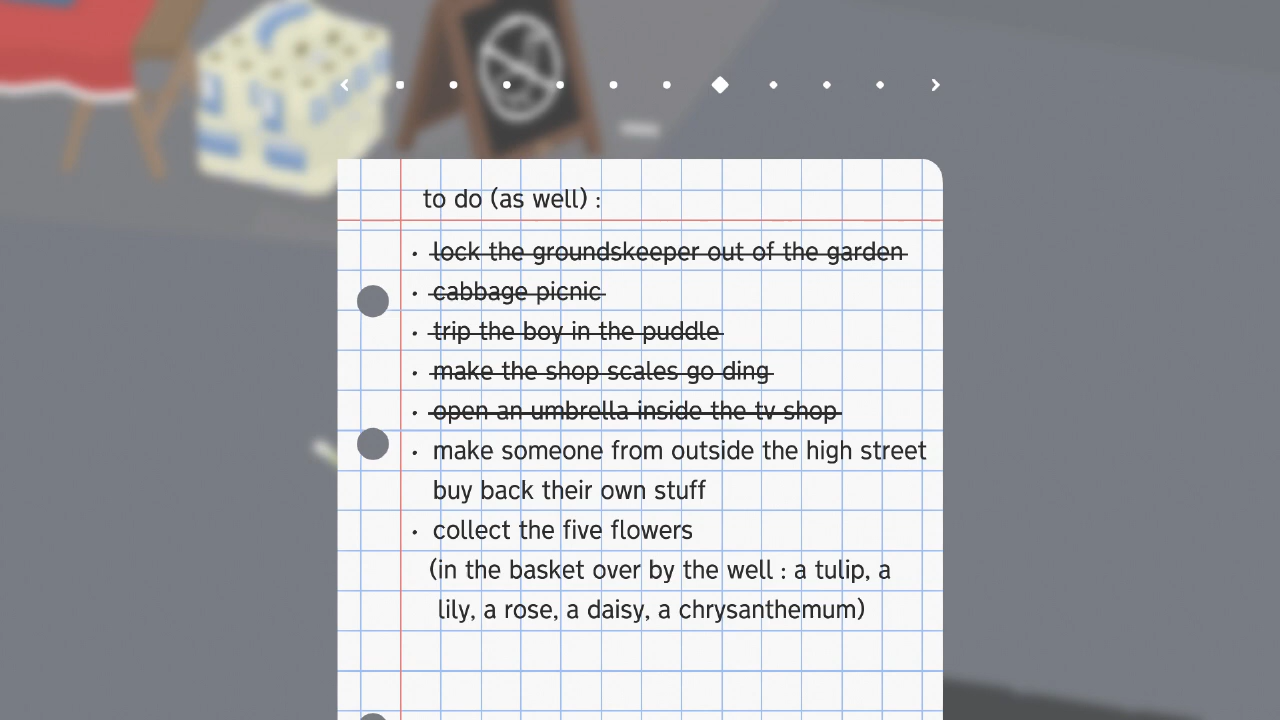 to do (as well) :
· lock the groundskeeper out of the garden
· cabbage picnic
· trip the boy in the puddle
· make the shop scales go ding
· open an umbrella inside the tv shop
· make someone from outside the high street
buy back their own stuff
· collect the five flowers
(in the basket over by the well : a tulip, a
lily, a rose, a daisy, a chrysanthemum)